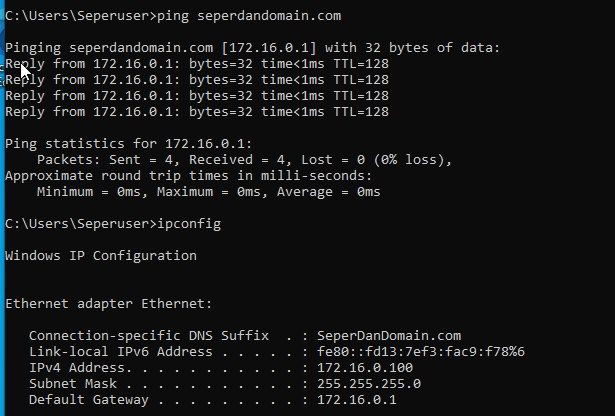 C:\Users\Seperuser>ping seperdandomain.com
Pinging seperdandomain.com [172.16.0.1] with 32 bytes of data:
Reply from 172.16.0.1: bytes=32 time<1ms TTL=128
Reply from 172.16.0.1: bytes=32 time<1ms TTL=128
Reply from 172.16.0.1: bytes=32 time<1ms TTL=128
Reply from 172.16.0.1: bytes=32 time<1ms TTL=128
Ping statistics for 172.16.0.1:
    Packets: Sent = 4, Received = 4, Lost = 0 (0% loss),
Approximate round trip times in milli-seconds:
    Minimum = 0ms, Maximum = 0ms, Average = 0ms
C:\Users\Seperuser>ipconfig
Windows IP Configuration
Ethernet adapter Ethernet:
   Connection-specific DNS Suffix  . : SeperDanDomain.com
   Link-local IPv6 Address . . . . . : fe80::fd13:7ef3:fac9:f78%6
   IPv4 Address. . . . . . . . . . . : 172.16.0.100
   Subnet Mask . . . . . . . . . . . : 255.255.255.0
   Default Gateway . . . . . . . . . : 172.16.0.1